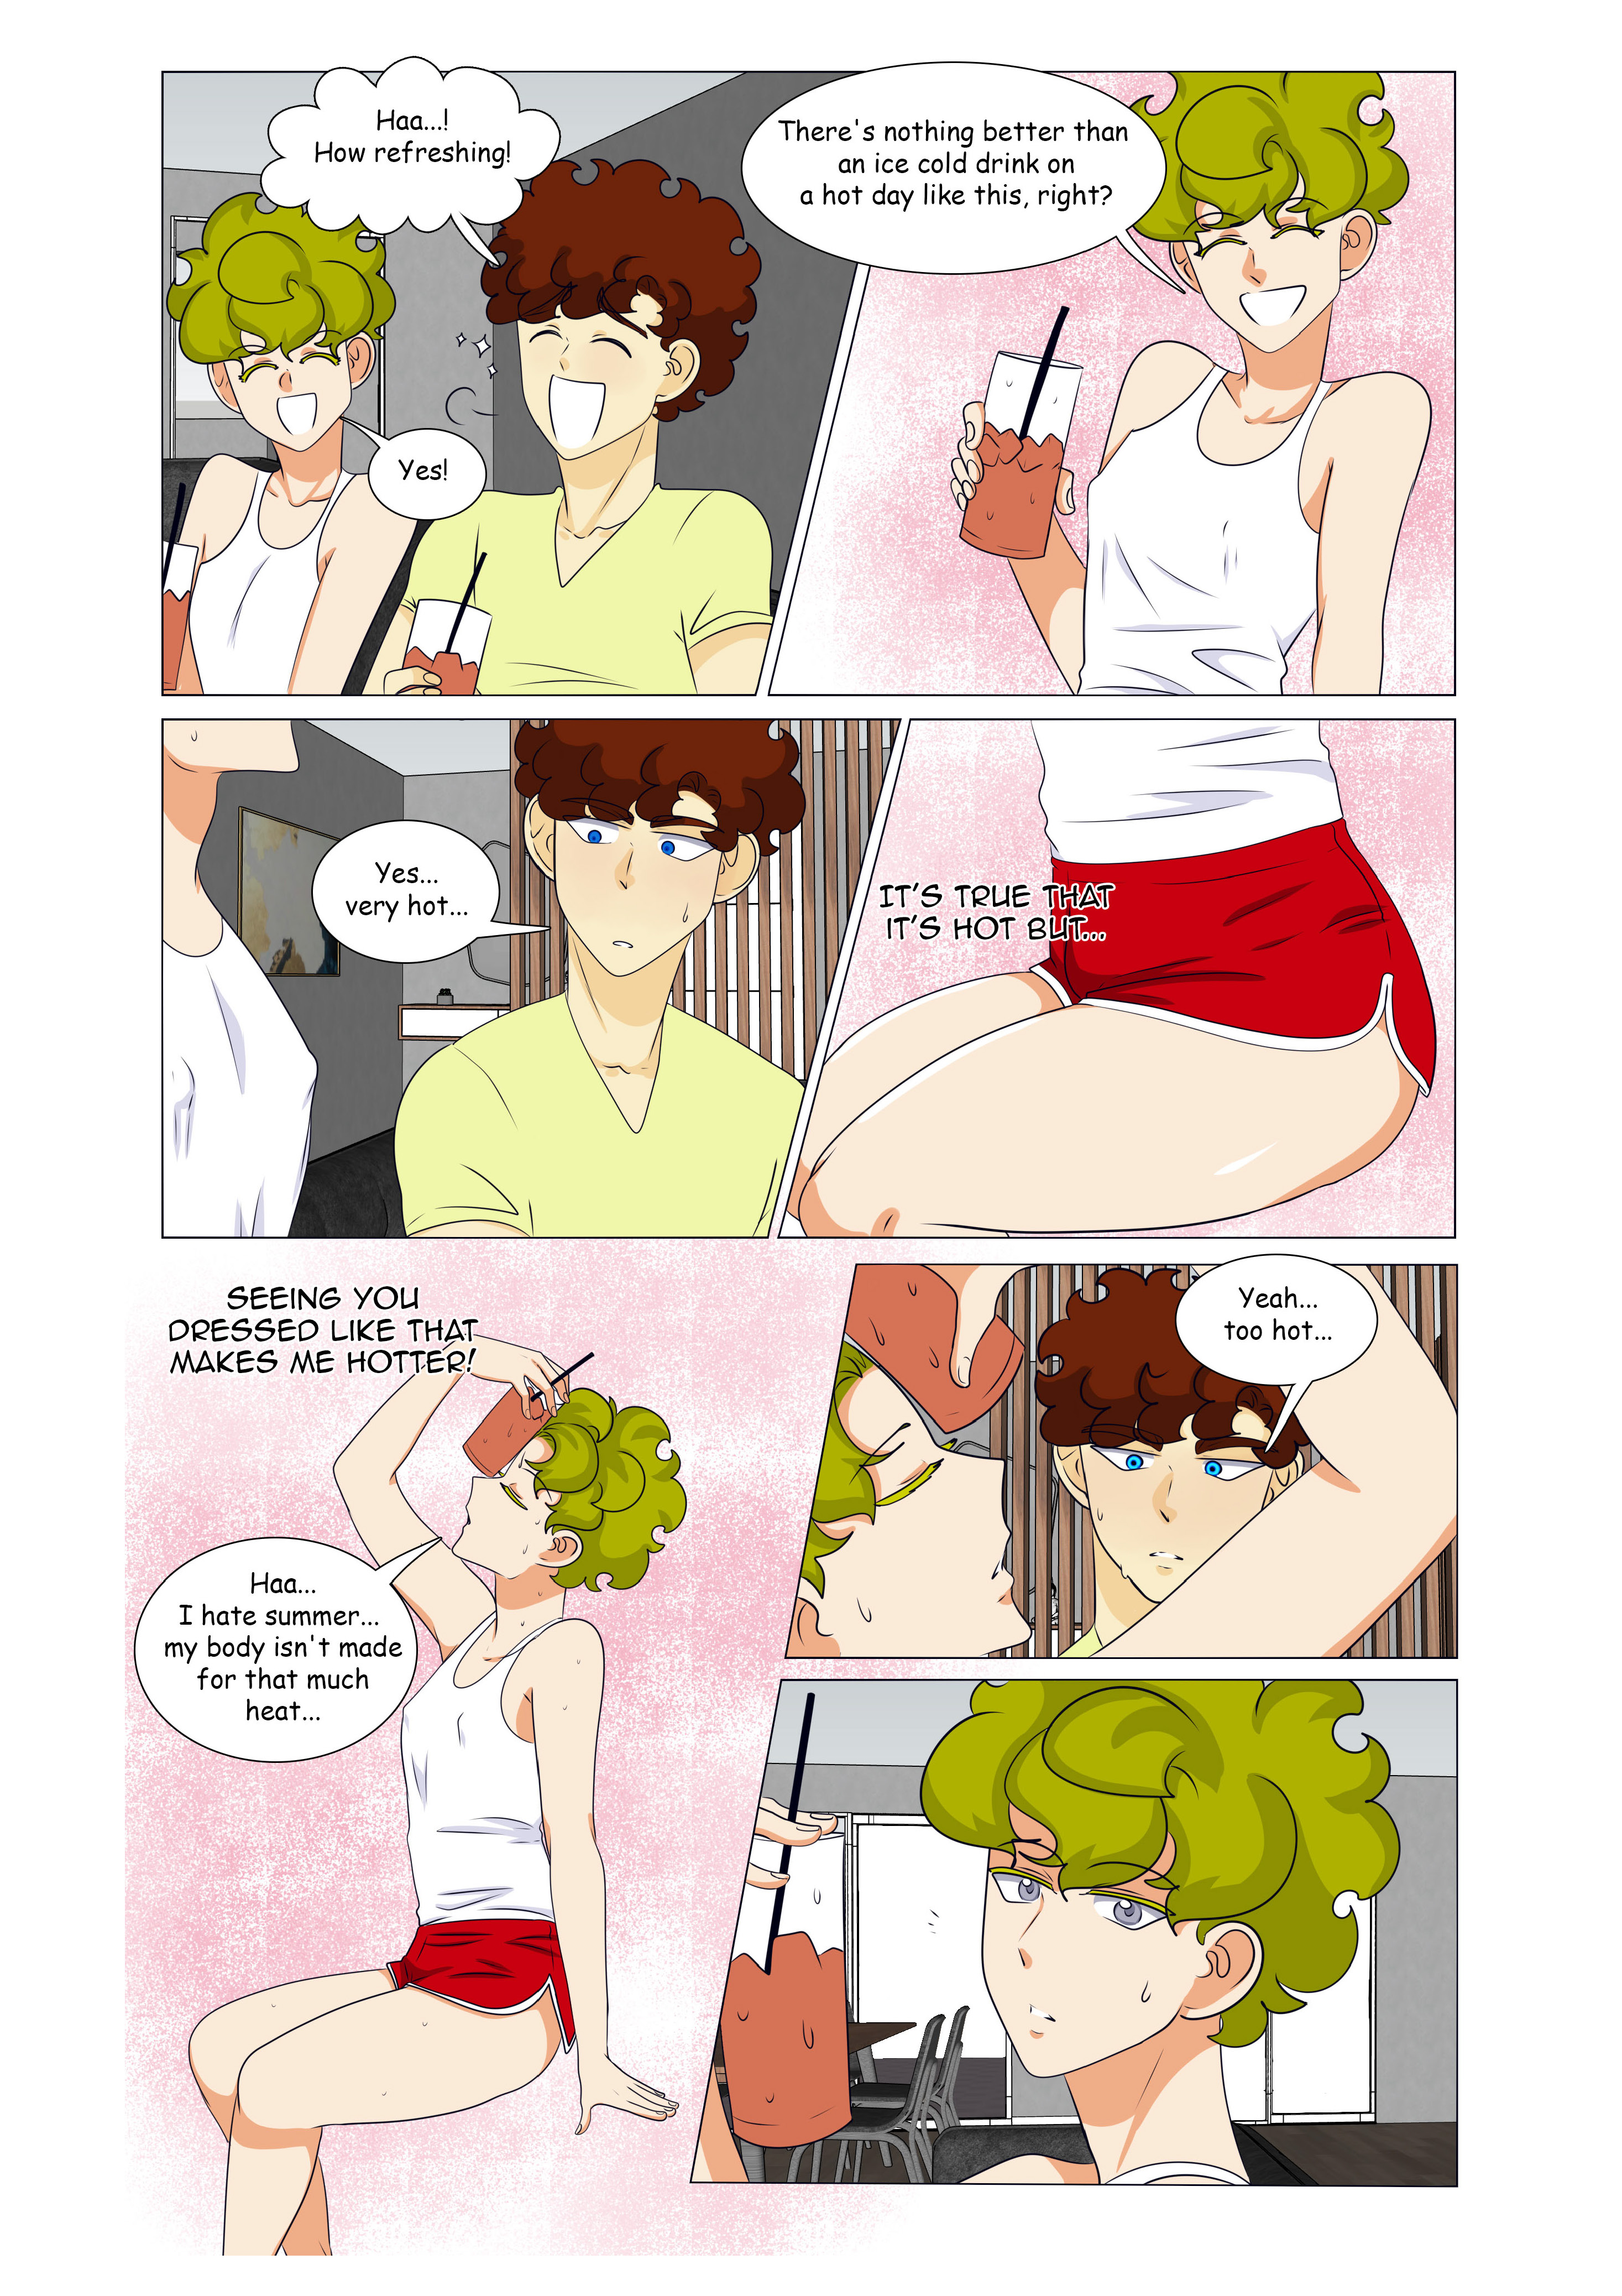 Haa...!
How refreshing!
Yes!
There's nothing better than
an ice cold drink on
a hot day like this, right?
Yes...
very hot...
IT'S TRUE THAT
IT'S HOT BUT...
SEEING YOU
DRESSED LIKE THAT
MAKES ME HOTTER!
Haa...
I hate summer...
my body isn't made
for that much
heat...
Yeah...
too hot...